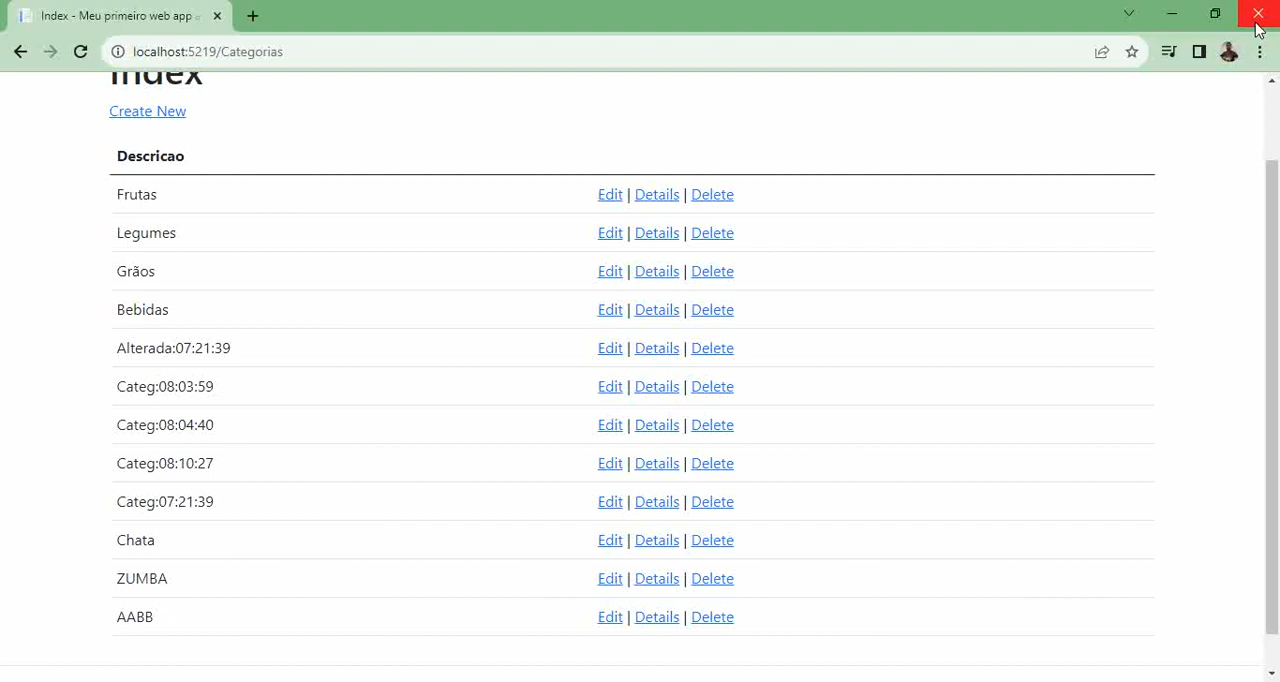 Index - Meu primeiro web app
localhost:5219/Categorias
Index
Create New
Descricao
Frutas Edit | Details | Delete
Legumes Edit | Details | Delete
Grãos Edit | Details | Delete
Bebidas Edit | Details | Delete
Alterada:07:21:39 Edit | Details | Delete
Categ:08:03:59 Edit | Details | Delete
Categ:08:04:40 Edit | Details | Delete
Categ:08:10:27 Edit | Details | Delete
Categ:07:21:39 Edit | Details | Delete
Chata Edit | Details | Delete
ZUMBA Edit | Details | Delete
AABB Edit | Details | Delete